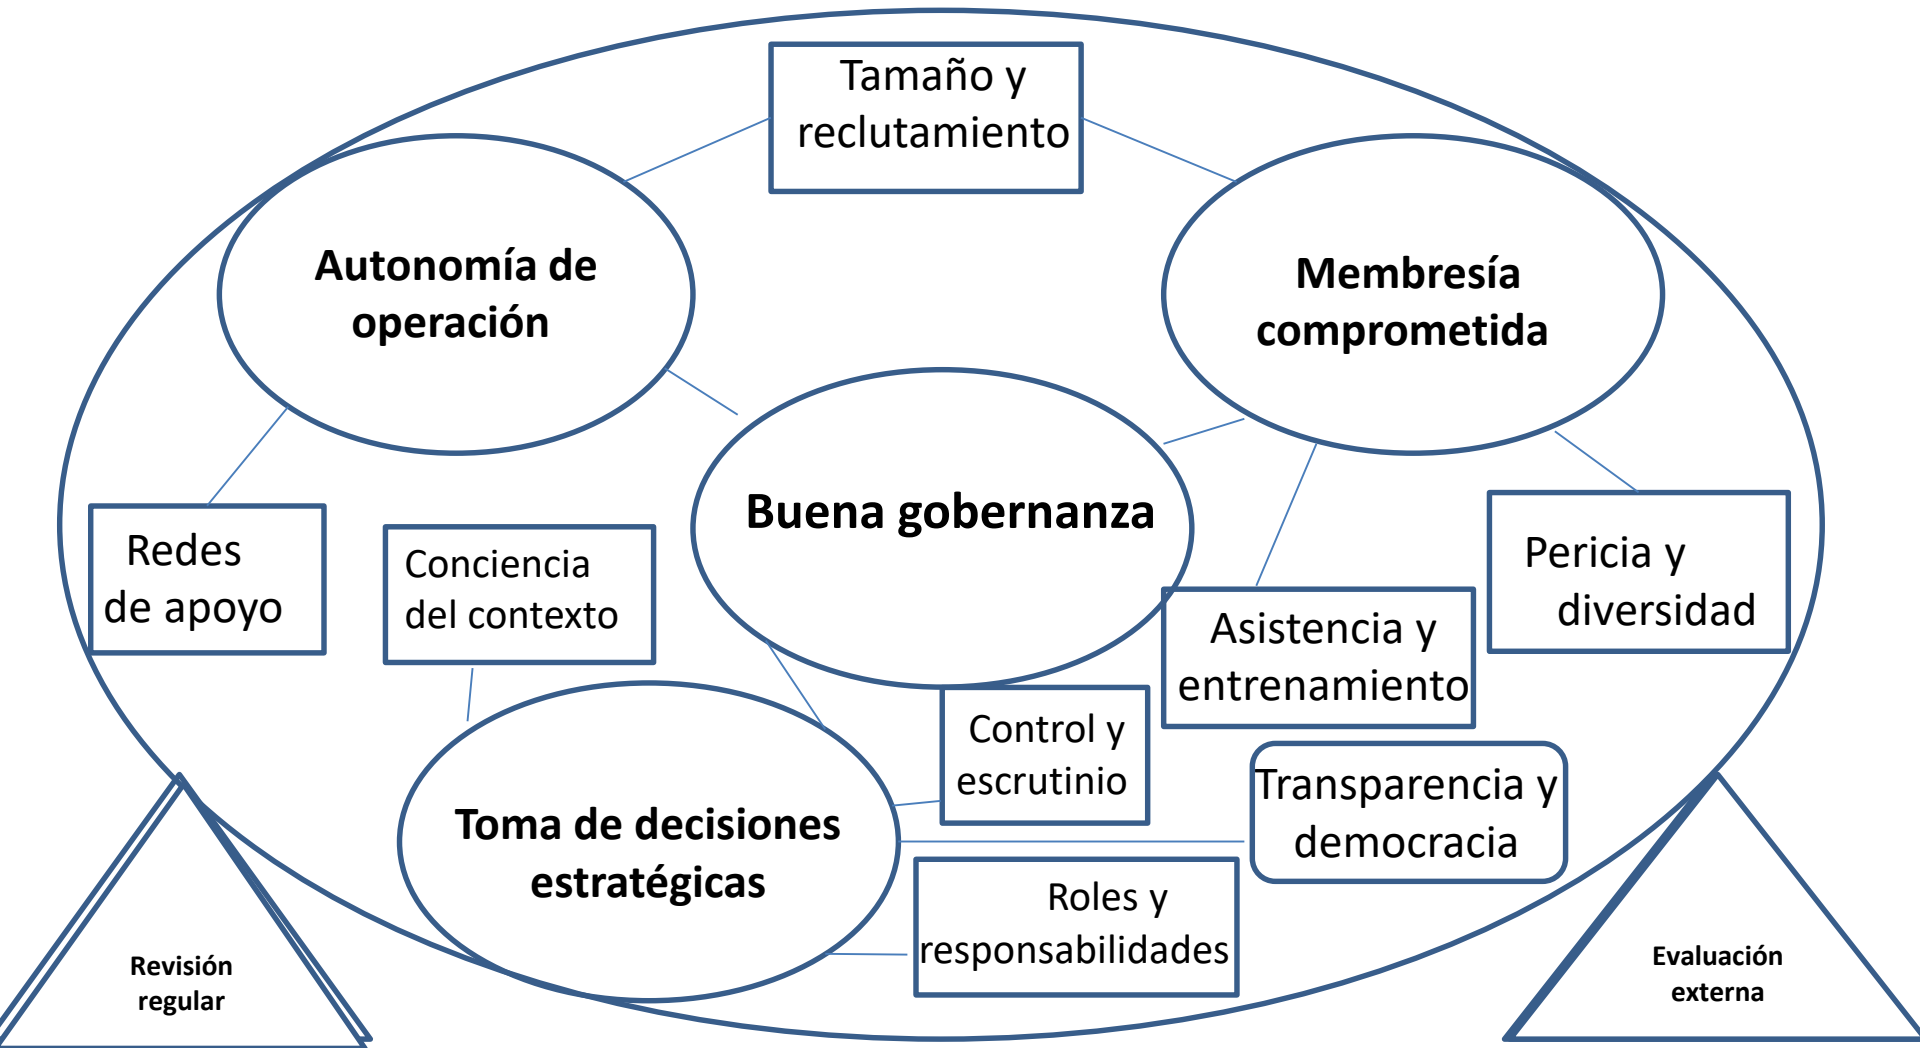 Tamaño y
reclutamiento
Autonomía de
operación
Membresía
comprometida
Buena gobernanza
Redes
de apoyo
Conciencia
del contexto
Pericia y
diversidad
Asistencia y
entrenamiento
Control y
escrutinio
Transparencia y
democracia
Toma de decisiones
estratégicas
Roles y
responsabilidades
Revisión
regular
Evaluación
externa